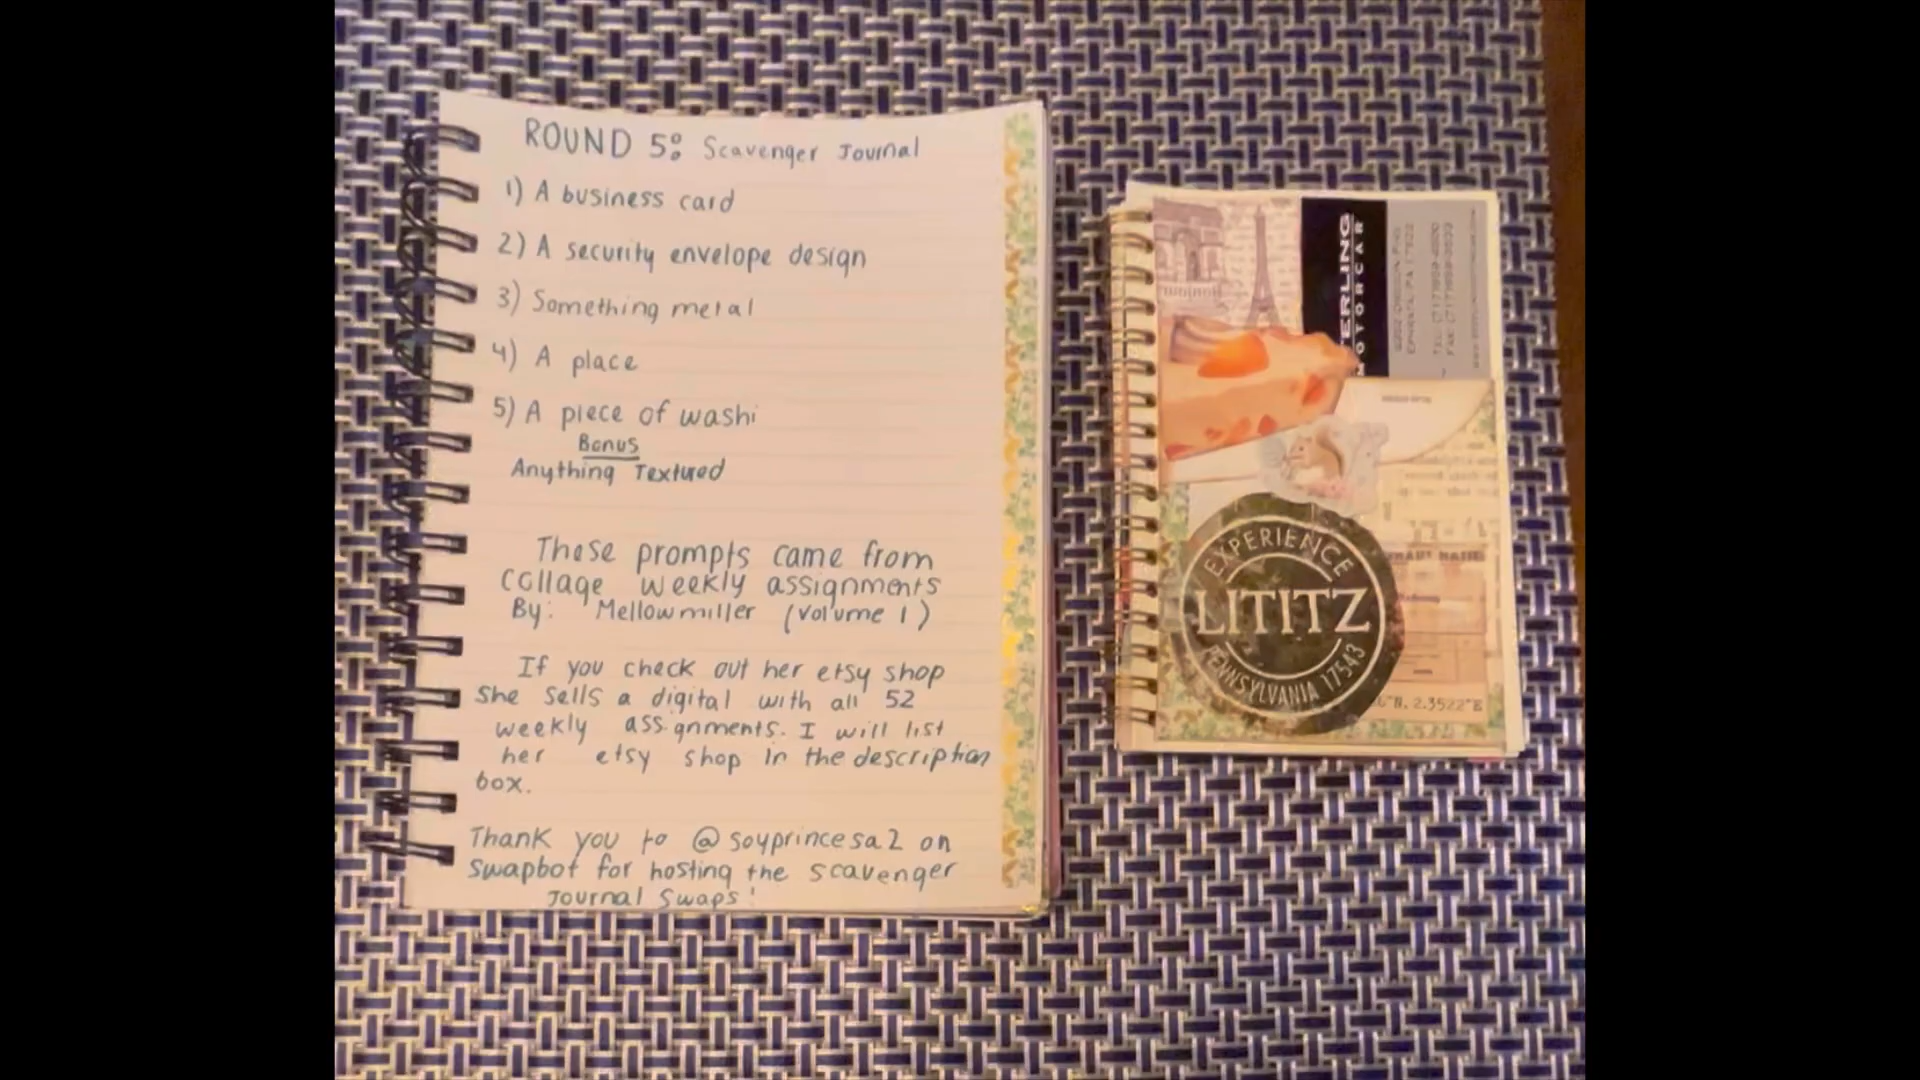 ROUND 5: Scavenger Journal
1) A business card
2) A security envelope design
3) Something metal
4) A place
5) A piece of washi
Bonus
Anything Textured
These prompts came from
collage weekly assignments
By: Mellowmiller (volume 1)
If you check out her etsy shop
she sells a digital with all 52
weekly assignments. I will list
her etsy shop in the description
box.
Thank you to @soyprincesa2 on
swapbot for hosting the scavenger
Journal Swaps!
TERLING
MOTORCAR
EXPERIENCE
LITITZ
PENNSYLVANIA 17543
"N, 2.3522°E